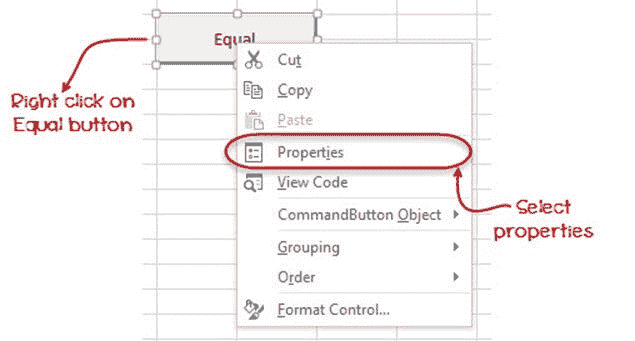 Equal
Right click on
Equal button
Cut
Copy
Paste
Properties
View Code
CommandButton Object
Grouping
Order
Format Control...
Select
properties